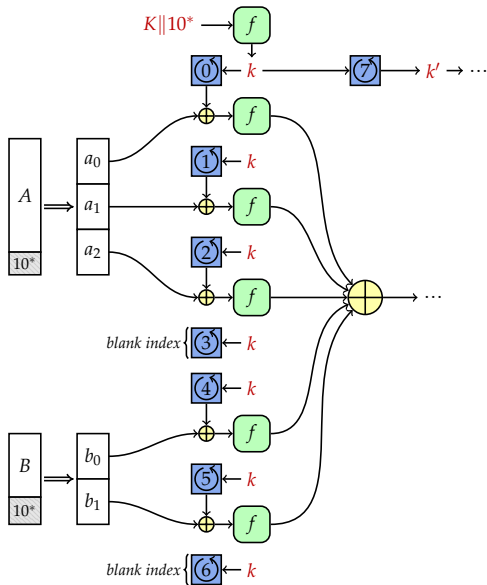 K∥10* f
0 k 7 k′ ...
f
a₀
1 k
A
a₁ f
2 k
10* a₂
f ...
blank index 3 k
4 k
f
B b₀
5 k
10* b₁
f
blank index 6 k